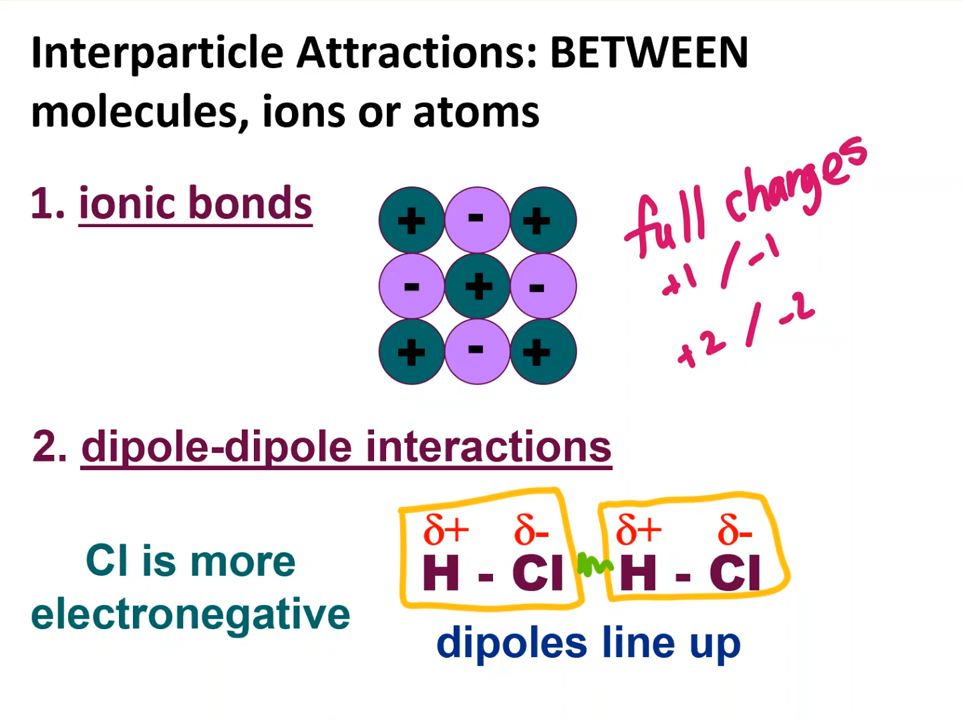 Interparticle Attractions: BETWEEN
molecules, ions or atoms
1. ionic bonds
+ - +
- + -
+ - +
full charges
+1 / -1
+2 / -2
2. dipole-dipole interactions
Cl is more
electronegative
δ+ δ- δ+ δ-
H - Cl H - Cl
dipoles line up